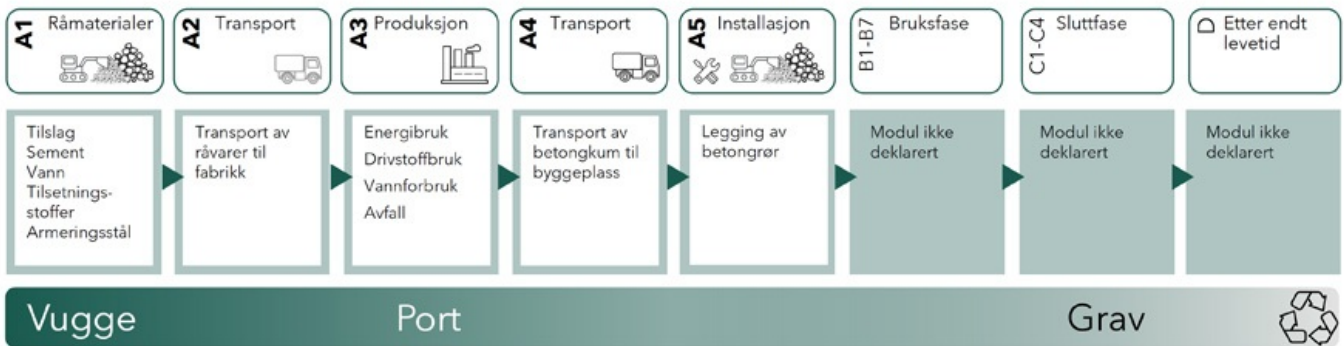 A1 Råmaterialer
A2 Transport
A3 Produksjon
A4 Transport
A5 Installasjon
B1-B7 Bruksfase
C1-C4 Sluttfase
D Etter endt
levetid
Tilslag
Sement
Vann
Tilsetnings-
stoffer
Armeringsstål
Transport av
råvarer til
fabrikk
Energibruk
Drivstoffbruk
Vannforbruk
Avfall
Transport av
betongkum til
byggeplass
Legging av
betongrør
Modul ikke
deklarert
Modul ikke
deklarert
Modul ikke
deklarert
Vugge
Port
Grav